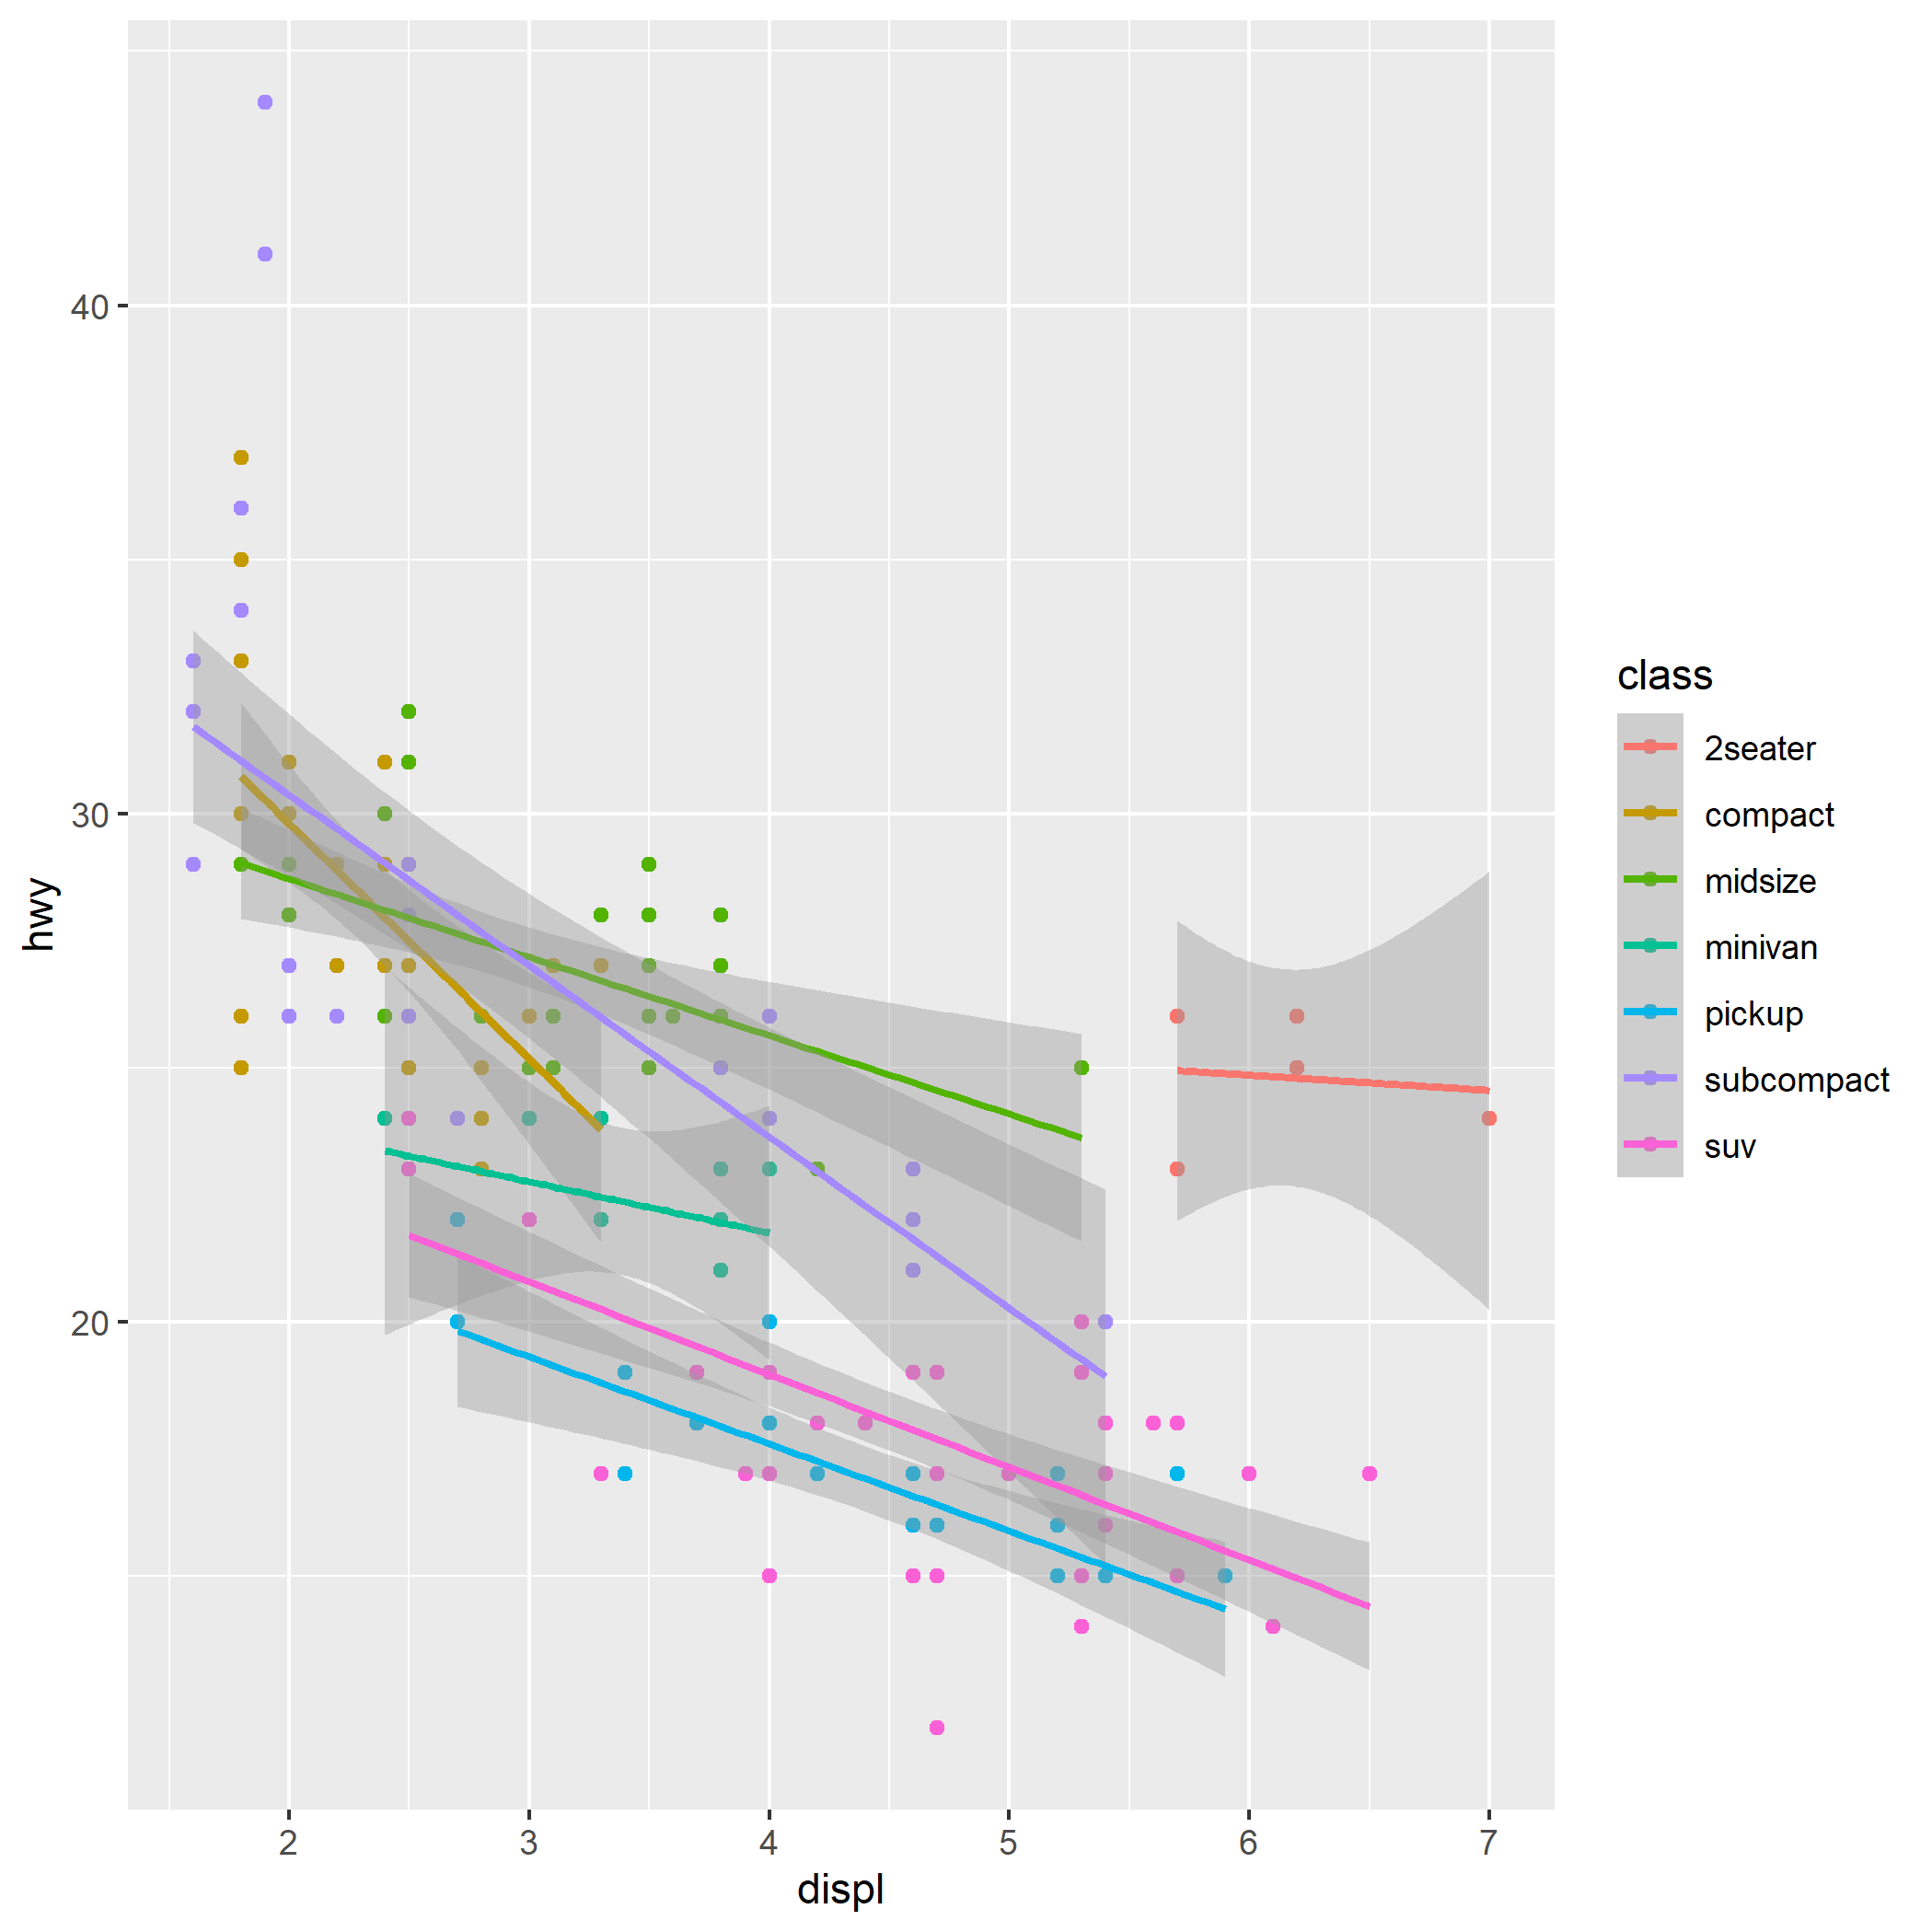 40
30
20
hwy
2 3 4 5 6 7
displ
class
2seater
compact
midsize
minivan
pickup
subcompact
suv